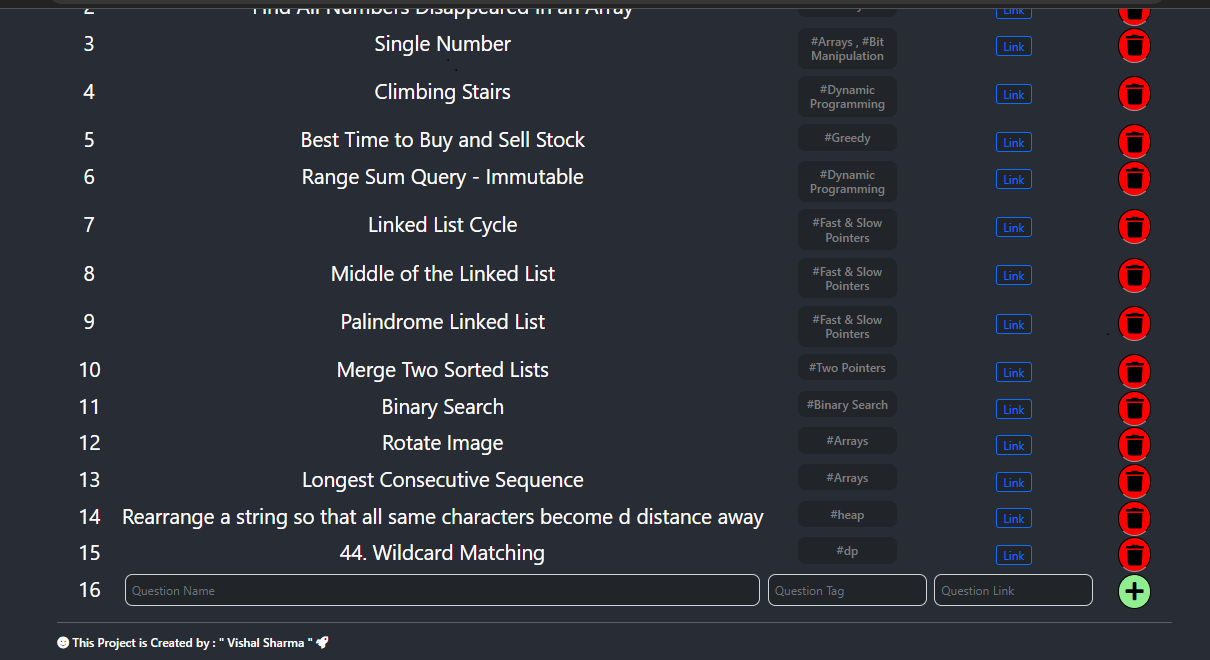 2 Find All Numbers Disappeared in an Array Link
3 Single Number #Arrays , #Bit Manipulation Link
4 Climbing Stairs #Dynamic Programming Link
5 Best Time to Buy and Sell Stock #Greedy Link
6 Range Sum Query - Immutable #Dynamic Programming Link
7 Linked List Cycle #Fast & Slow Pointers Link
8 Middle of the Linked List #Fast & Slow Pointers Link
9 Palindrome Linked List #Fast & Slow Pointers Link
10 Merge Two Sorted Lists #Two Pointers Link
11 Binary Search #Binary Search Link
12 Rotate Image #Arrays Link
13 Longest Consecutive Sequence #Arrays Link
14 Rearrange a string so that all same characters become d distance away #heap Link
15 44. Wildcard Matching #dp Link
16 Question Name Question Tag Question Link
This Project is Created by : " Vishal Sharma "